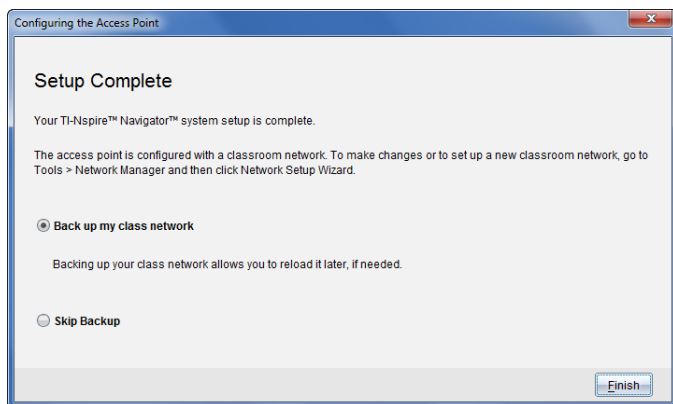 Configuring the Access Point
Setup Complete
Your TI-Nspire™ Navigator™ system setup is complete.
The access point is configured with a classroom network. To make changes or to set up a new classroom network, go to
Tools > Network Manager and then click Network Setup Wizard.
Back up my class network
Backing up your class network allows you to reload it later, if needed.
Skip Backup
Finish